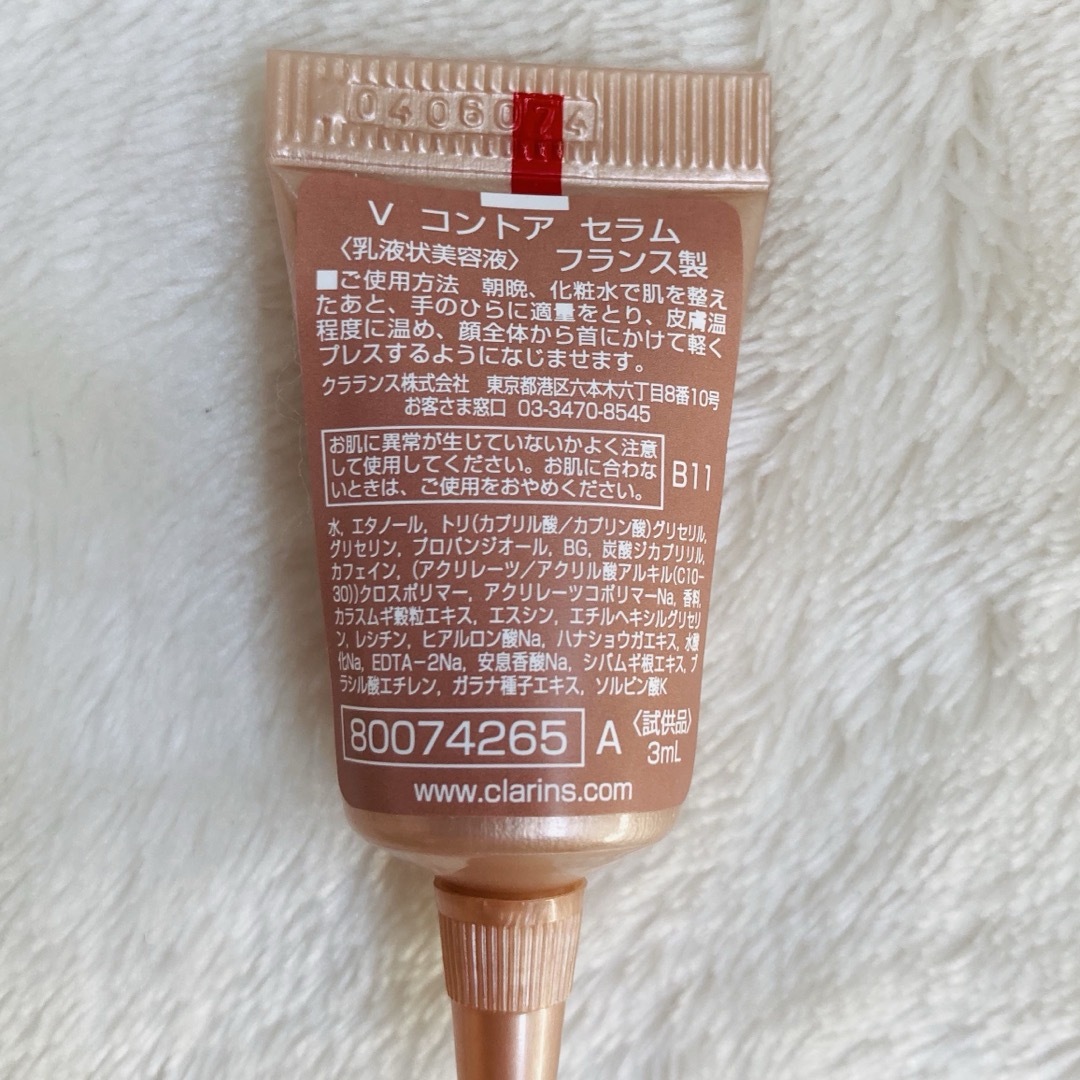 0406074
V コントア セラム
〈乳液状美容液〉 フランス製
■ご使用方法 朝晩、化粧水で肌を整え
たあと、手のひらに適量をとり、皮膚温
程度に温め、顔全体から首にかけて軽く
プレスするようになじませます。
クラランス株式会社 東京都港区六本木六丁目8番10号
お客さま窓口 03-3470-8545
お肌に異常が生じていないかよく注意
して使用してください。お肌に合わな
いときは、ご使用をおやめください。
B11
水, エタノール, トリ(カプリル酸/カプリン酸)グリセリル,
グリセリン, プロパンジオール, BG, 炭酸ジカプリリル,
カフェイン, (アクリレーツ/アクリル酸アルキル(C10-
30))クロスポリマー, アクリレーツコポリマーNa, 香料,
カラスムギ穀粒エキス, エスシン, エチルヘキシルグリセリ
ン, レシチン, ヒアルロン酸Na, ハナショウガエキス, 水酸
化Na, EDTA-2Na, 安息香酸Na, シバムギ根エキス, ブ
ラシル酸エチレン, ガラナ種子エキス, ソルビン酸K
80074265 A 〈試供品〉
3mL
www.clarins.com